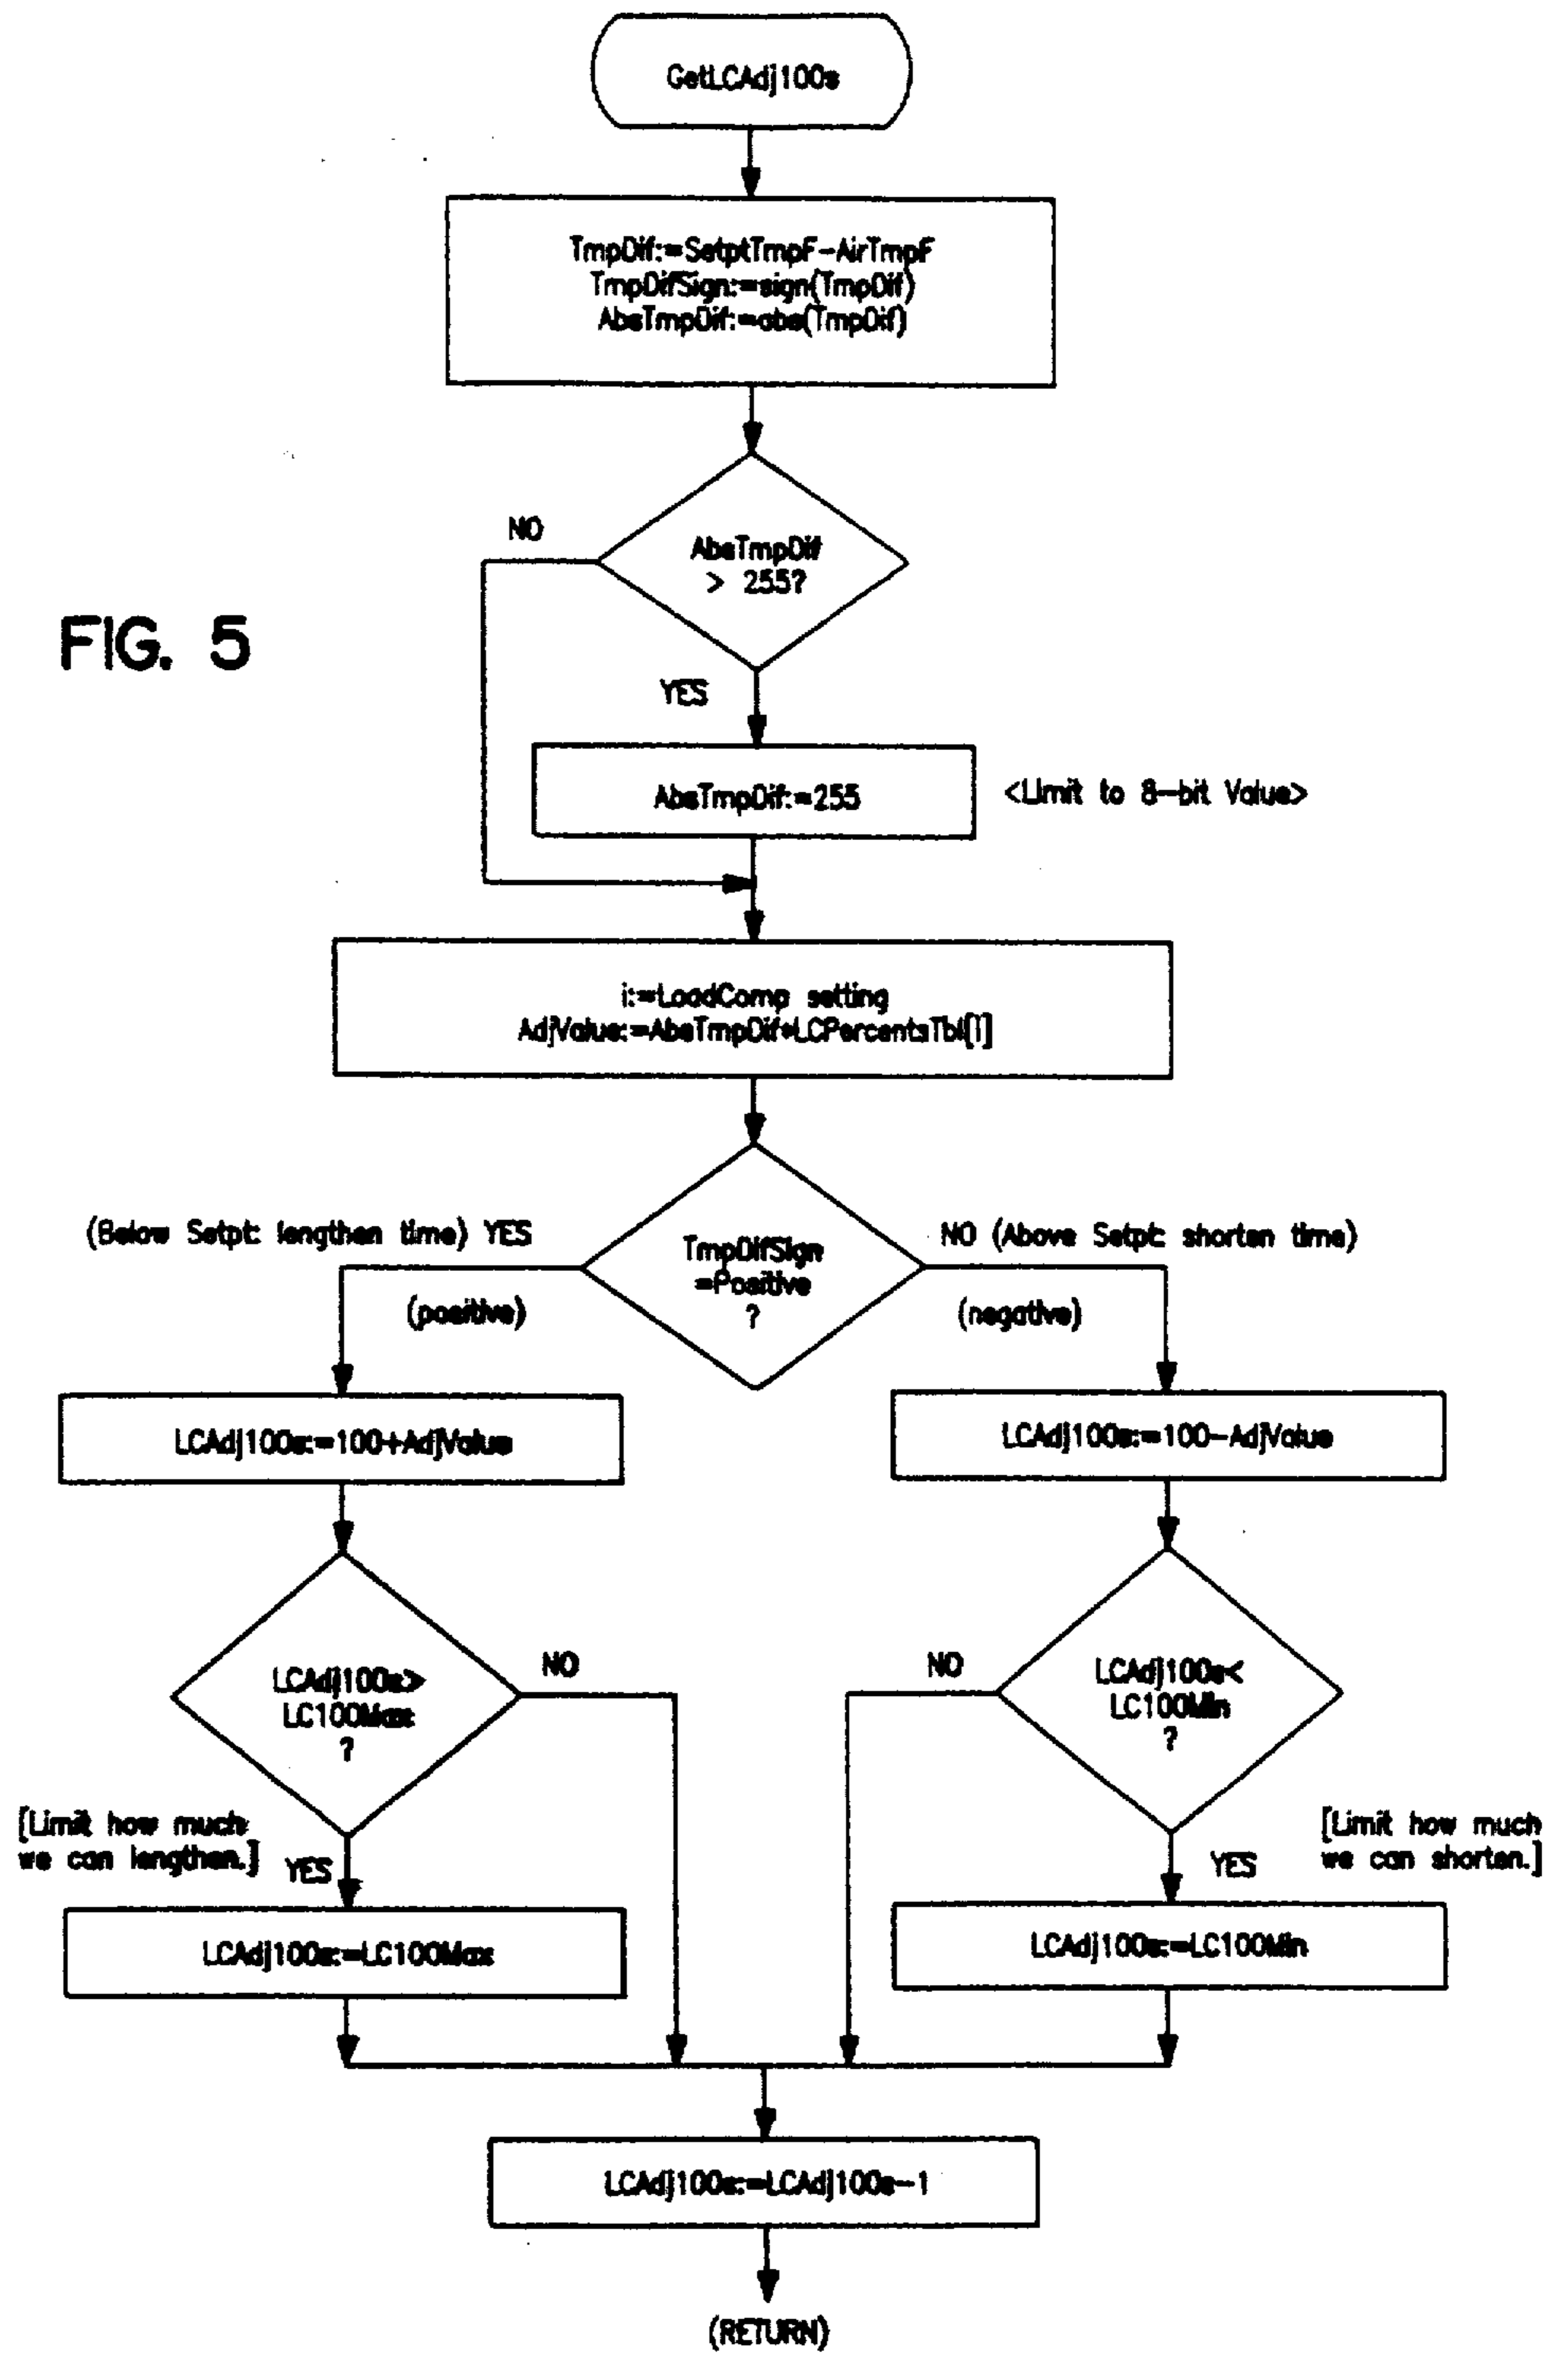 GetLCAdj100s
TmpDif:=SetptTmpF-AirTmpF
TmpDifSign:=sign(TmpDif)
AbsTmpDif:=abs(TmpDif)
NO
AbsTmpDif
> 255?
FIG. 5
YES
AbsTmpDif:=255
<Limit to 8-bit Value>
i:=LoadComp setting
AdjValue:=AbsTmpDif*LCPercentsTbl[i]
(Below Setpt: lengthen time) YES
NO (Above Setpt: shorten time)
TmpDifSign
=Positive
?
(positive)
(negative)
LCAdj100s:=100+AdjValue
LCAdj100s:=100-AdjValue
LCAdj100s>
LC100Max
?
NO
NO
LCAdj100s<
LC100Min
?
[Limit how much
we can lengthen.]
YES
YES
[Limit how much
we can shorten.]
LCAdj100s:=LC100Max
LCAdj100s:=LC100Min
LCAdj100s:=LCAdj100s-1
(RETURN)